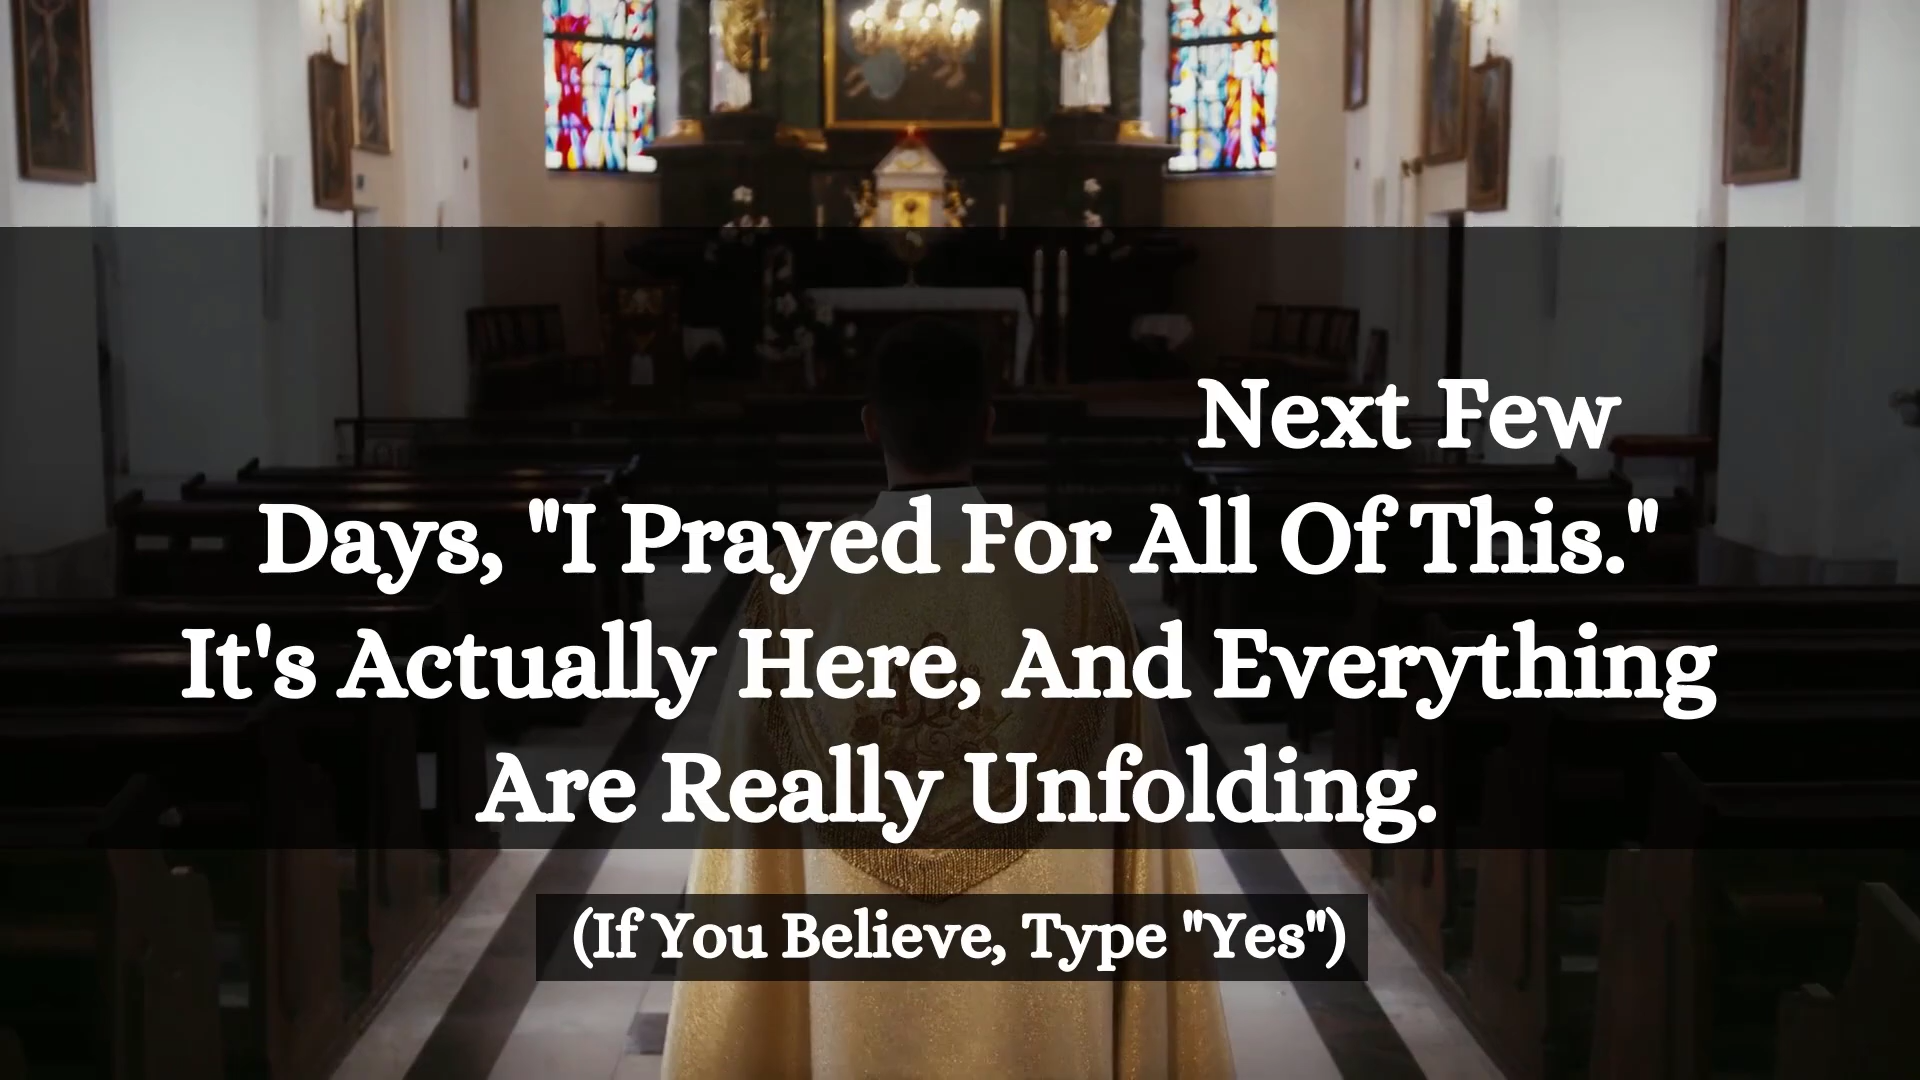 Next Few
Days, "I Prayed For All Of This."
It's Actually Here, And Everything
Are Really Unfolding.
(If You Believe, Type "Yes")